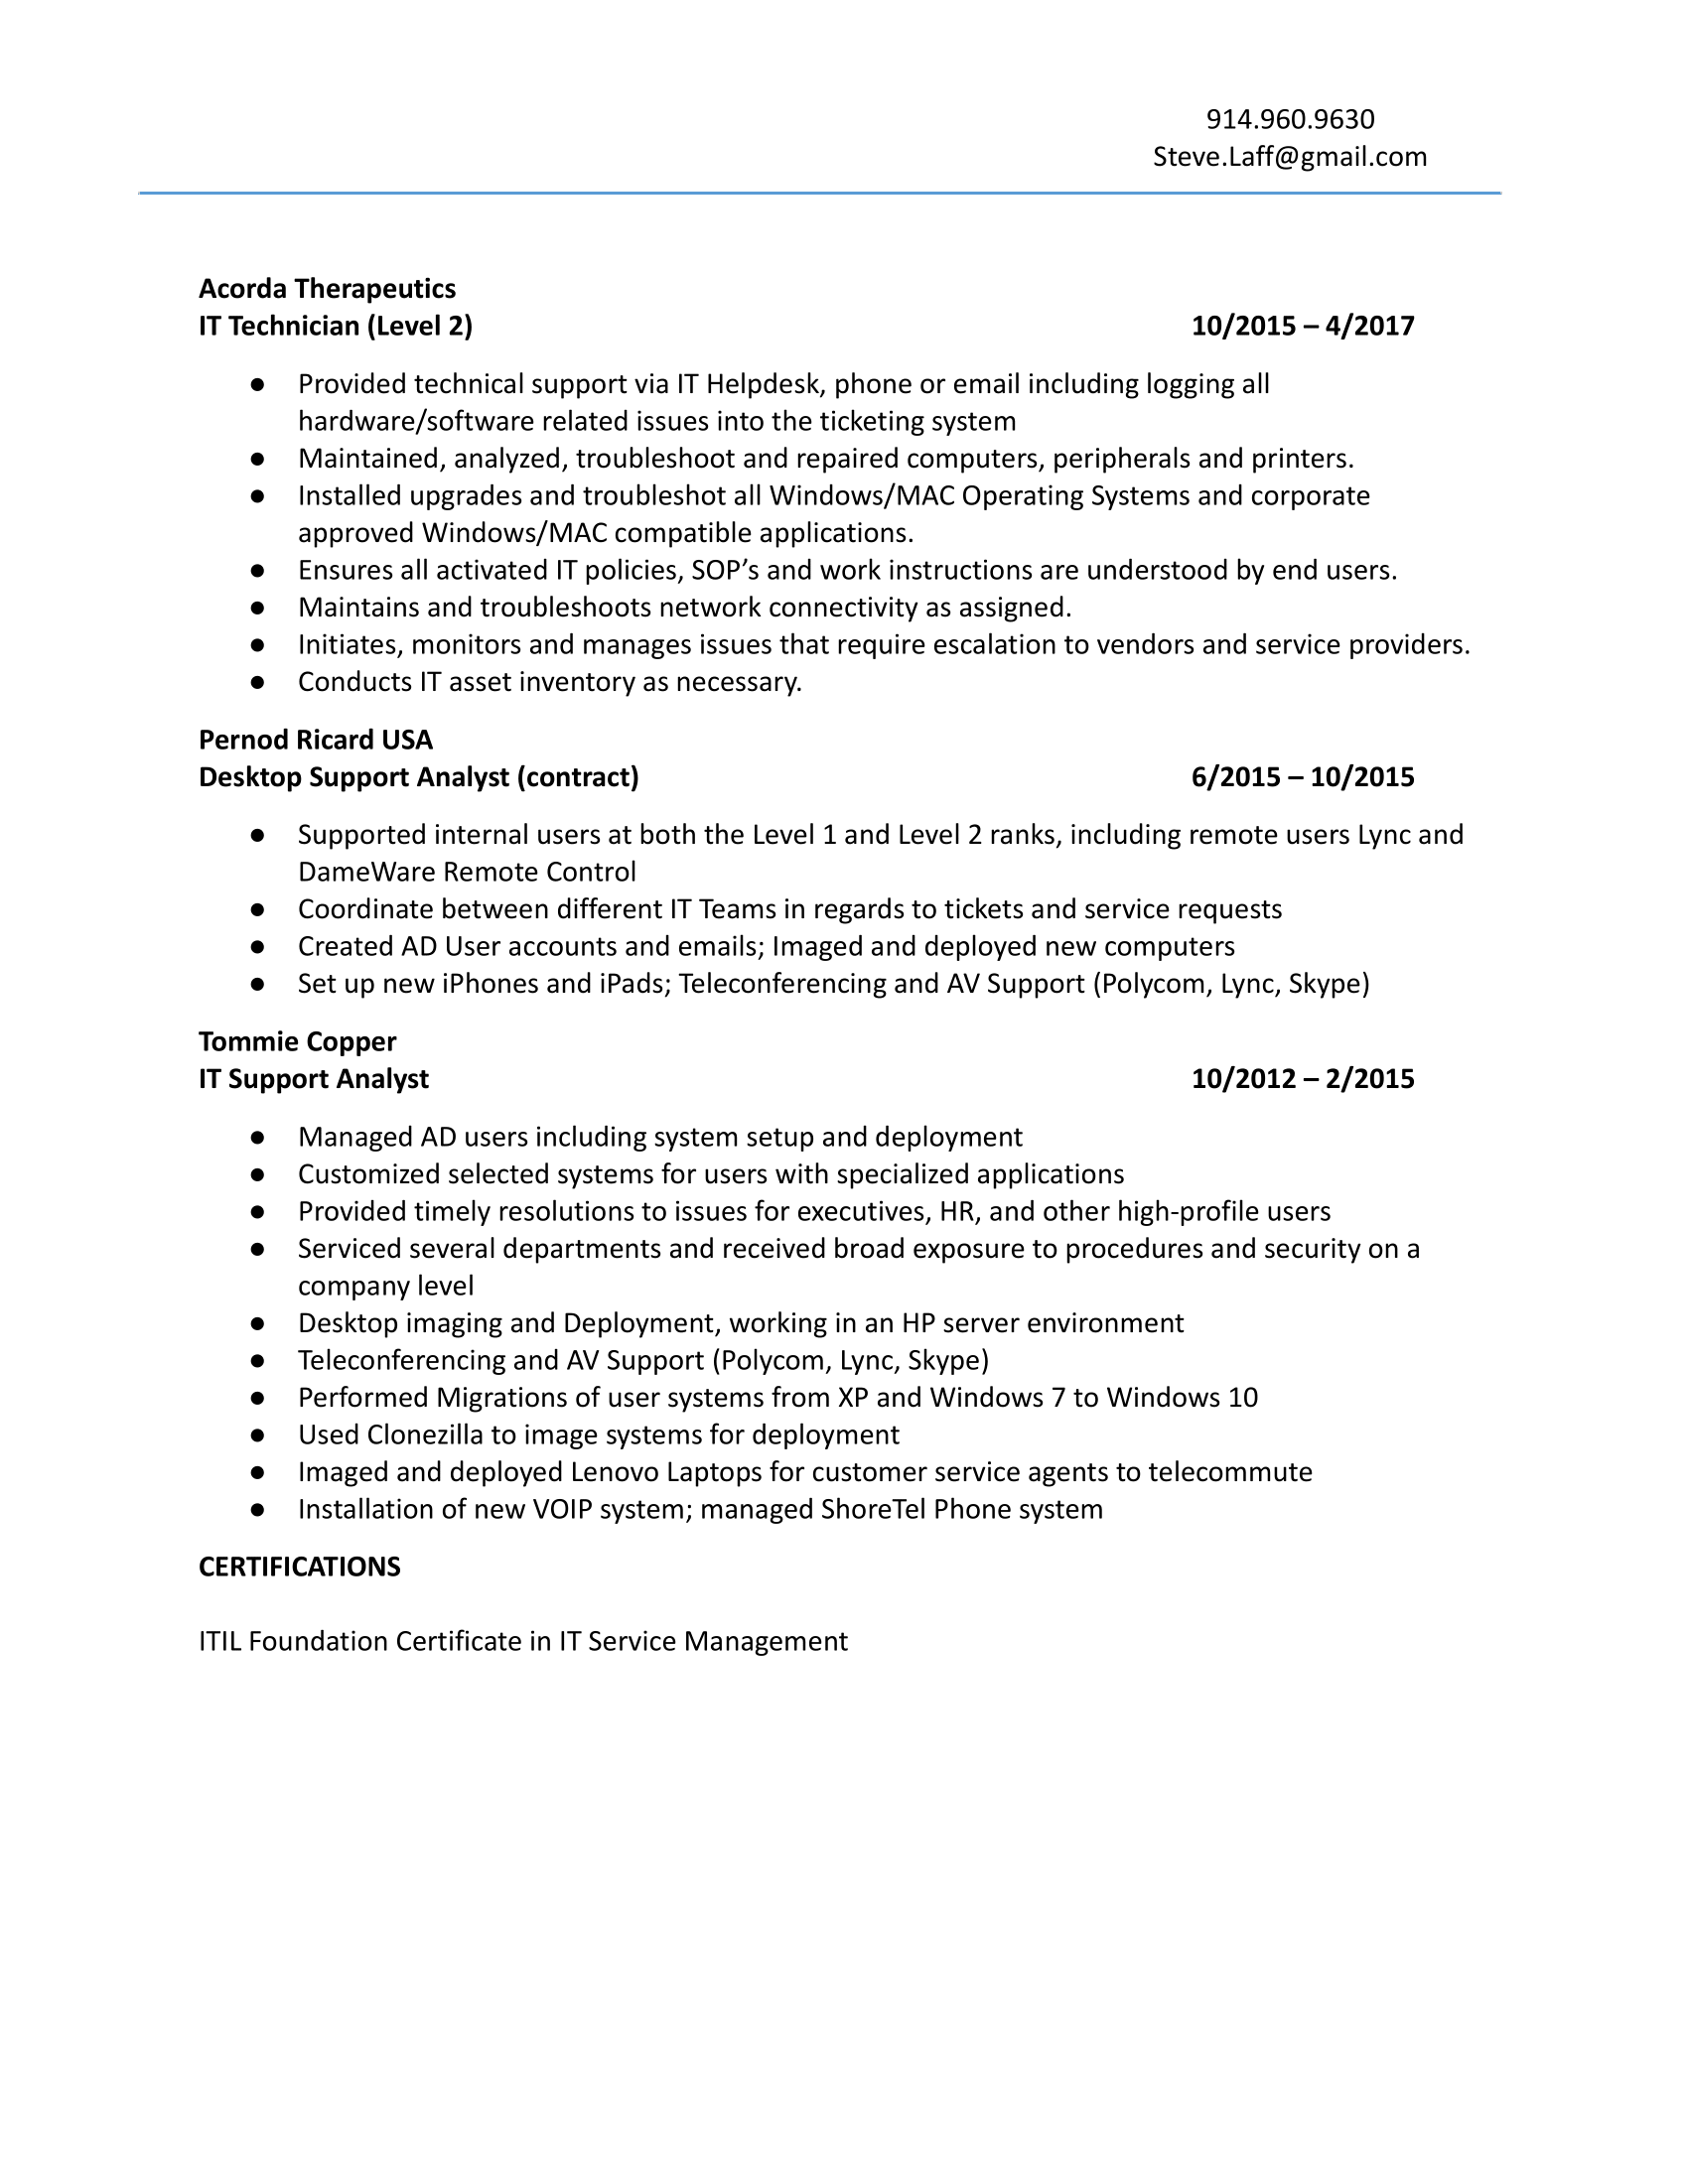 914.960.9630
Steve.Laff@gmail.com
Acorda Therapeutics
IT Technician (Level 2) 10/2015 – 4/2017
● Provided technical support via IT Helpdesk, phone or email including logging all
hardware/software related issues into the ticketing system
● Maintained, analyzed, troubleshoot and repaired computers, peripherals and printers.
● Installed upgrades and troubleshot all Windows/MAC Operating Systems and corporate
approved Windows/MAC compatible applications.
● Ensures all activated IT policies, SOP’s and work instructions are understood by end users.
● Maintains and troubleshoots network connectivity as assigned.
● Initiates, monitors and manages issues that require escalation to vendors and service providers.
● Conducts IT asset inventory as necessary.
Pernod Ricard USA
Desktop Support Analyst (contract) 6/2015 – 10/2015
● Supported internal users at both the Level 1 and Level 2 ranks, including remote users Lync and
DameWare Remote Control
● Coordinate between different IT Teams in regards to tickets and service requests
● Created AD User accounts and emails; Imaged and deployed new computers
● Set up new iPhones and iPads; Teleconferencing and AV Support (Polycom, Lync, Skype)
Tommie Copper
IT Support Analyst 10/2012 – 2/2015
● Managed AD users including system setup and deployment
● Customized selected systems for users with specialized applications
● Provided timely resolutions to issues for executives, HR, and other high-profile users
● Serviced several departments and received broad exposure to procedures and security on a
company level
● Desktop imaging and Deployment, working in an HP server environment
● Teleconferencing and AV Support (Polycom, Lync, Skype)
● Performed Migrations of user systems from XP and Windows 7 to Windows 10
● Used Clonezilla to image systems for deployment
● Imaged and deployed Lenovo Laptops for customer service agents to telecommute
● Installation of new VOIP system; managed ShoreTel Phone system
CERTIFICATIONS
ITIL Foundation Certificate in IT Service Management